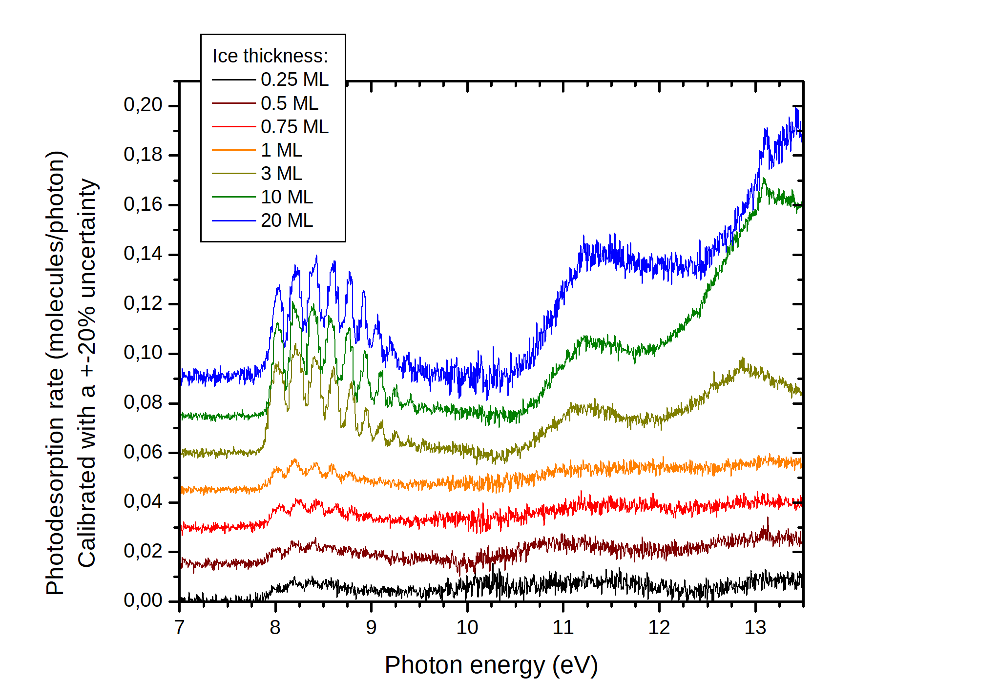 Ice thickness:
0.25 ML
0.5 ML
0.75 ML
1 ML
3 ML
10 ML
20 ML
0,20
0,18
0,16
0,14
0,12
0,10
0,08
0,06
0,04
0,02
0,00
Photodesorption rate (molecules/photon)
Calibrated with a +-20% uncertainty
7 8 9 10 11 12 13
Photon energy (eV)